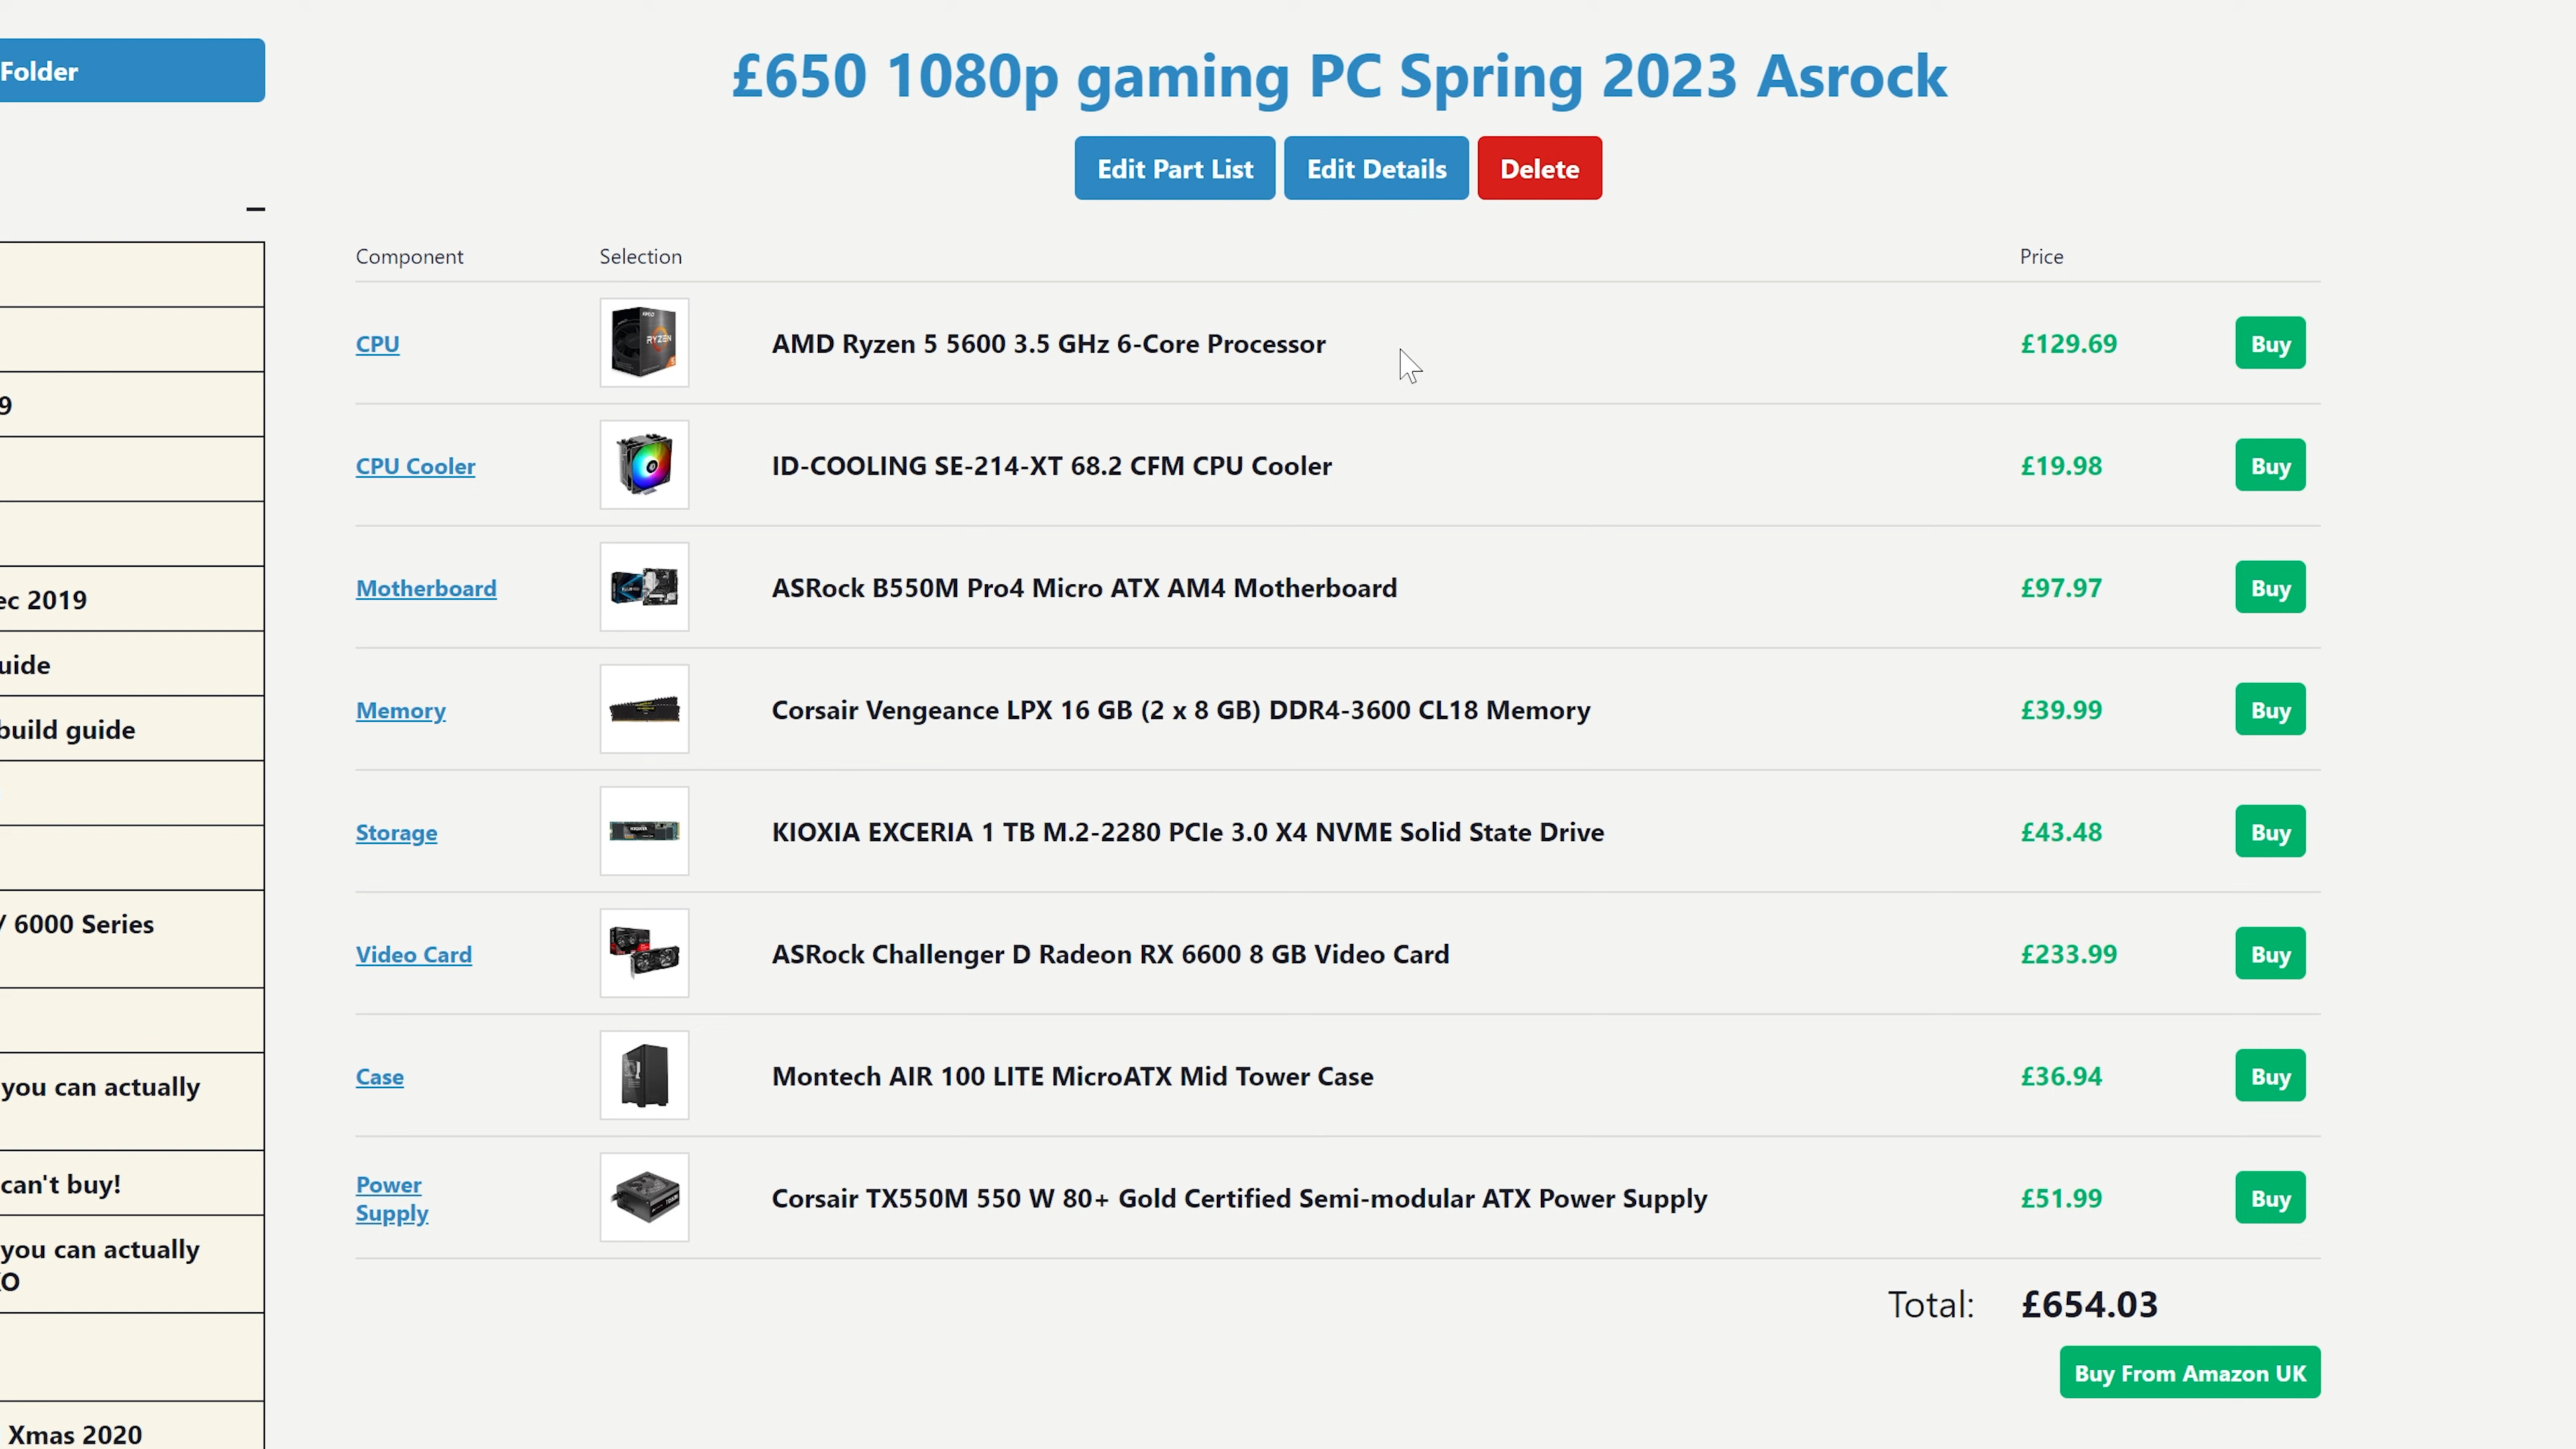 Folder
£650 1080p gaming PC Spring 2023 Asrock
Edit Part List Edit Details Delete
Component Selection Price
CPU AMD Ryzen 5 5600 3.5 GHz 6-Core Processor £129.69 Buy
CPU Cooler ID-COOLING SE-214-XT 68.2 CFM CPU Cooler £19.98 Buy
Motherboard ASRock B550M Pro4 Micro ATX AM4 Motherboard £97.97 Buy
Memory Corsair Vengeance LPX 16 GB (2 x 8 GB) DDR4-3600 CL18 Memory £39.99 Buy
Storage KIOXIA EXCERIA 1 TB M.2-2280 PCIe 3.0 X4 NVME Solid State Drive £43.48 Buy
Video Card ASRock Challenger D Radeon RX 6600 8 GB Video Card £233.99 Buy
Case Montech AIR 100 LITE MicroATX Mid Tower Case £36.94 Buy
Power
Supply Corsair TX550M 550 W 80+ Gold Certified Semi-modular ATX Power Supply £51.99 Buy
Total: £654.03
Buy From Amazon UK
9
ec 2019
uide
build guide
/ 6000 Series
you can actually
can't buy!
you can actually
O
Xmas 2020
RYZEN